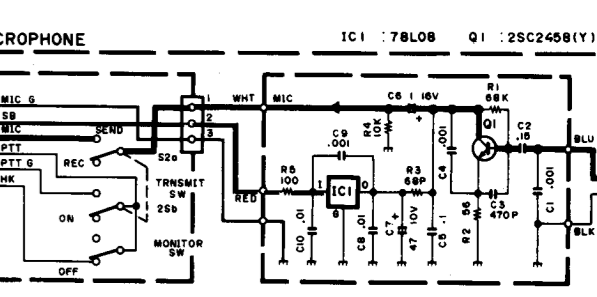 CROPHONE
IC1 : 78L08 Q1 : 2SC2458(Y)
MIC G
SB
MIC
PTT
PTT G
HK
SEND
REC
ON
OFF
S2a
TRNSMIT
SW
2Sb
MONITOR
SW
1
2
3
WHT
MIC
RED
R5
100
C9
.001
I
IC1
O
G
C10 .01
C8 .01
C7 +
47 10V
R4
10K
C6 1 16V
+
R3
68P
C5 .1
.001
C4
R1
68K
Q1
R2 56
C3
470P
C2
.15
.001
C1
BLU
BLK